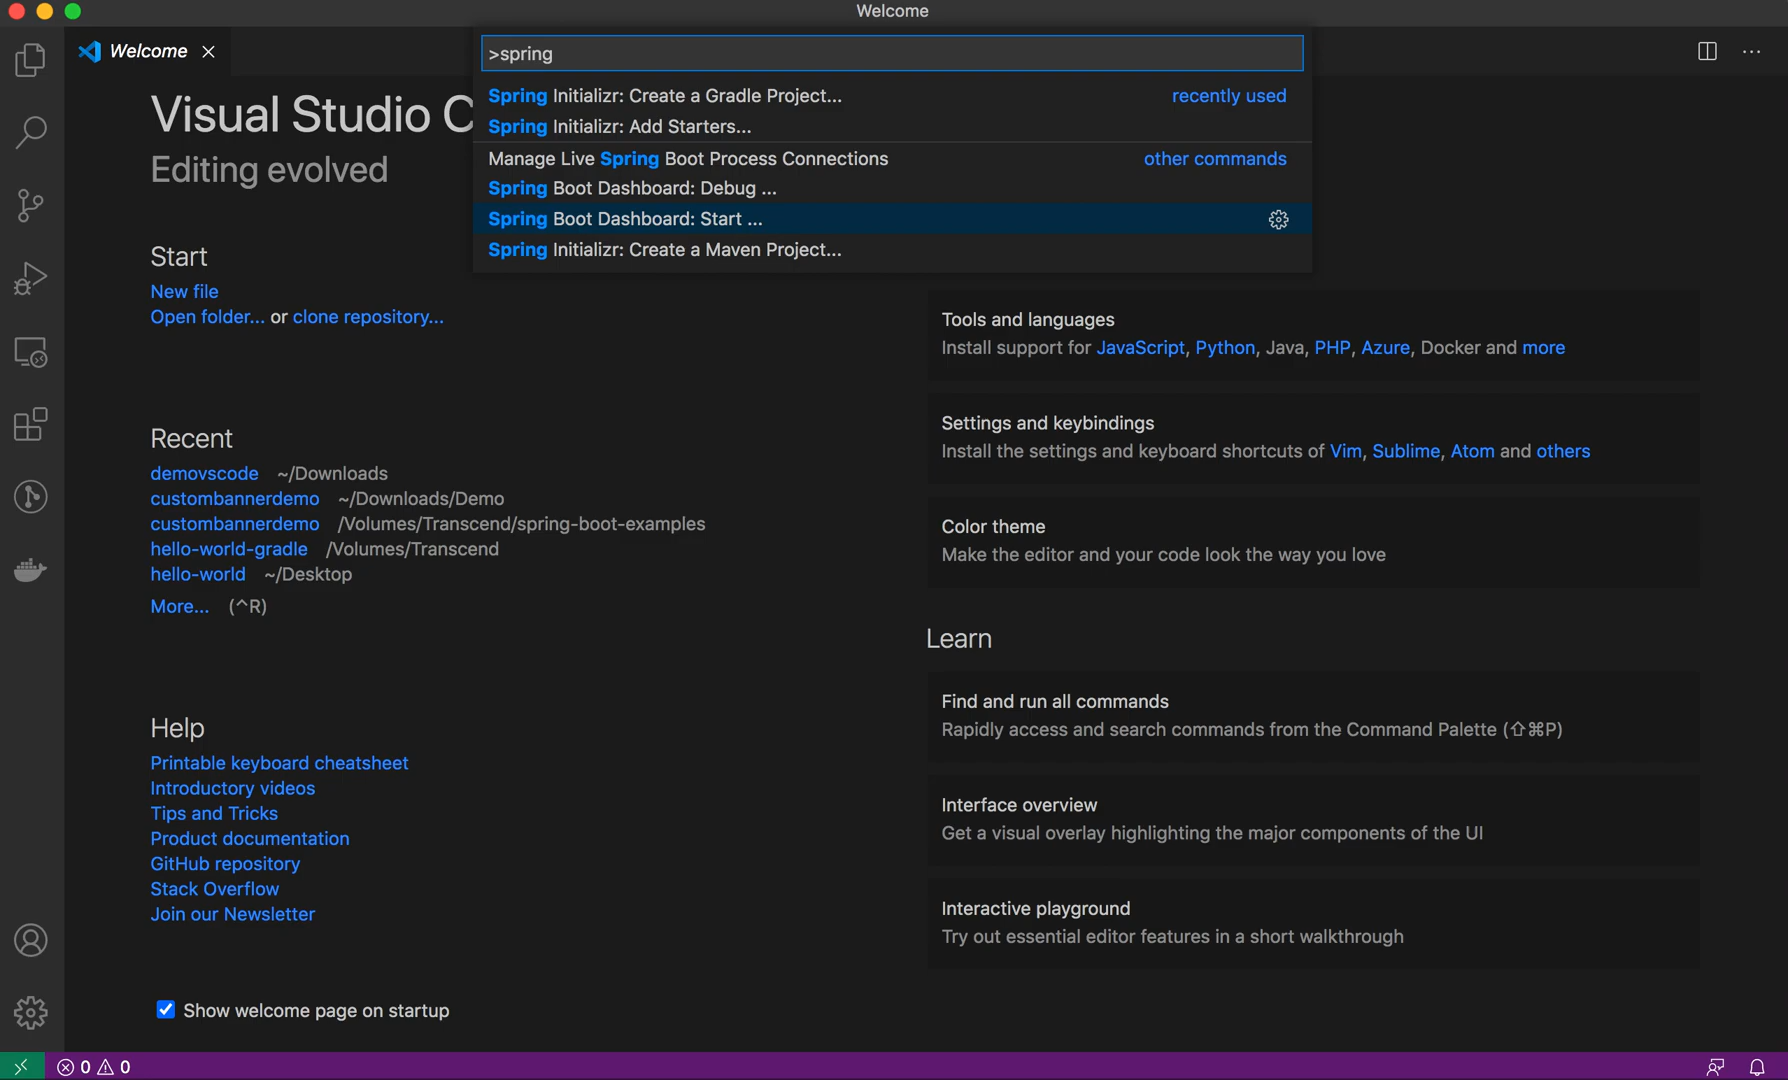 Welcome
Welcome
>spring
Spring Initializr: Create a Gradle Project...
recently used
Spring Initializr: Add Starters...
Manage Live Spring Boot Process Connections
other commands
Spring Boot Dashboard: Debug ...
Spring Boot Dashboard: Start ...
Spring Initializr: Create a Maven Project...
Visual Studio C
Editing evolved
Start
New file
Open folder... or clone repository...
Recent
demovscode ~/Downloads
custombannerdemo ~/Downloads/Demo
custombannerdemo /Volumes/Transcend/spring-boot-examples
hello-world-gradle /Volumes/Transcend
hello-world ~/Desktop
More... (^R)
Help
Printable keyboard cheatsheet
Introductory videos
Tips and Tricks
Product documentation
GitHub repository
Stack Overflow
Join our Newsletter
Show welcome page on startup
Tools and languages
Install support for JavaScript, Python, Java, PHP, Azure, Docker and more
Settings and keybindings
Install the settings and keyboard shortcuts of Vim, Sublime, Atom and others
Color theme
Make the editor and your code look the way you love
Learn
Find and run all commands
Rapidly access and search commands from the Command Palette (⇧⌘P)
Interface overview
Get a visual overlay highlighting the major components of the UI
Interactive playground
Try out essential editor features in a short walkthrough
0 0